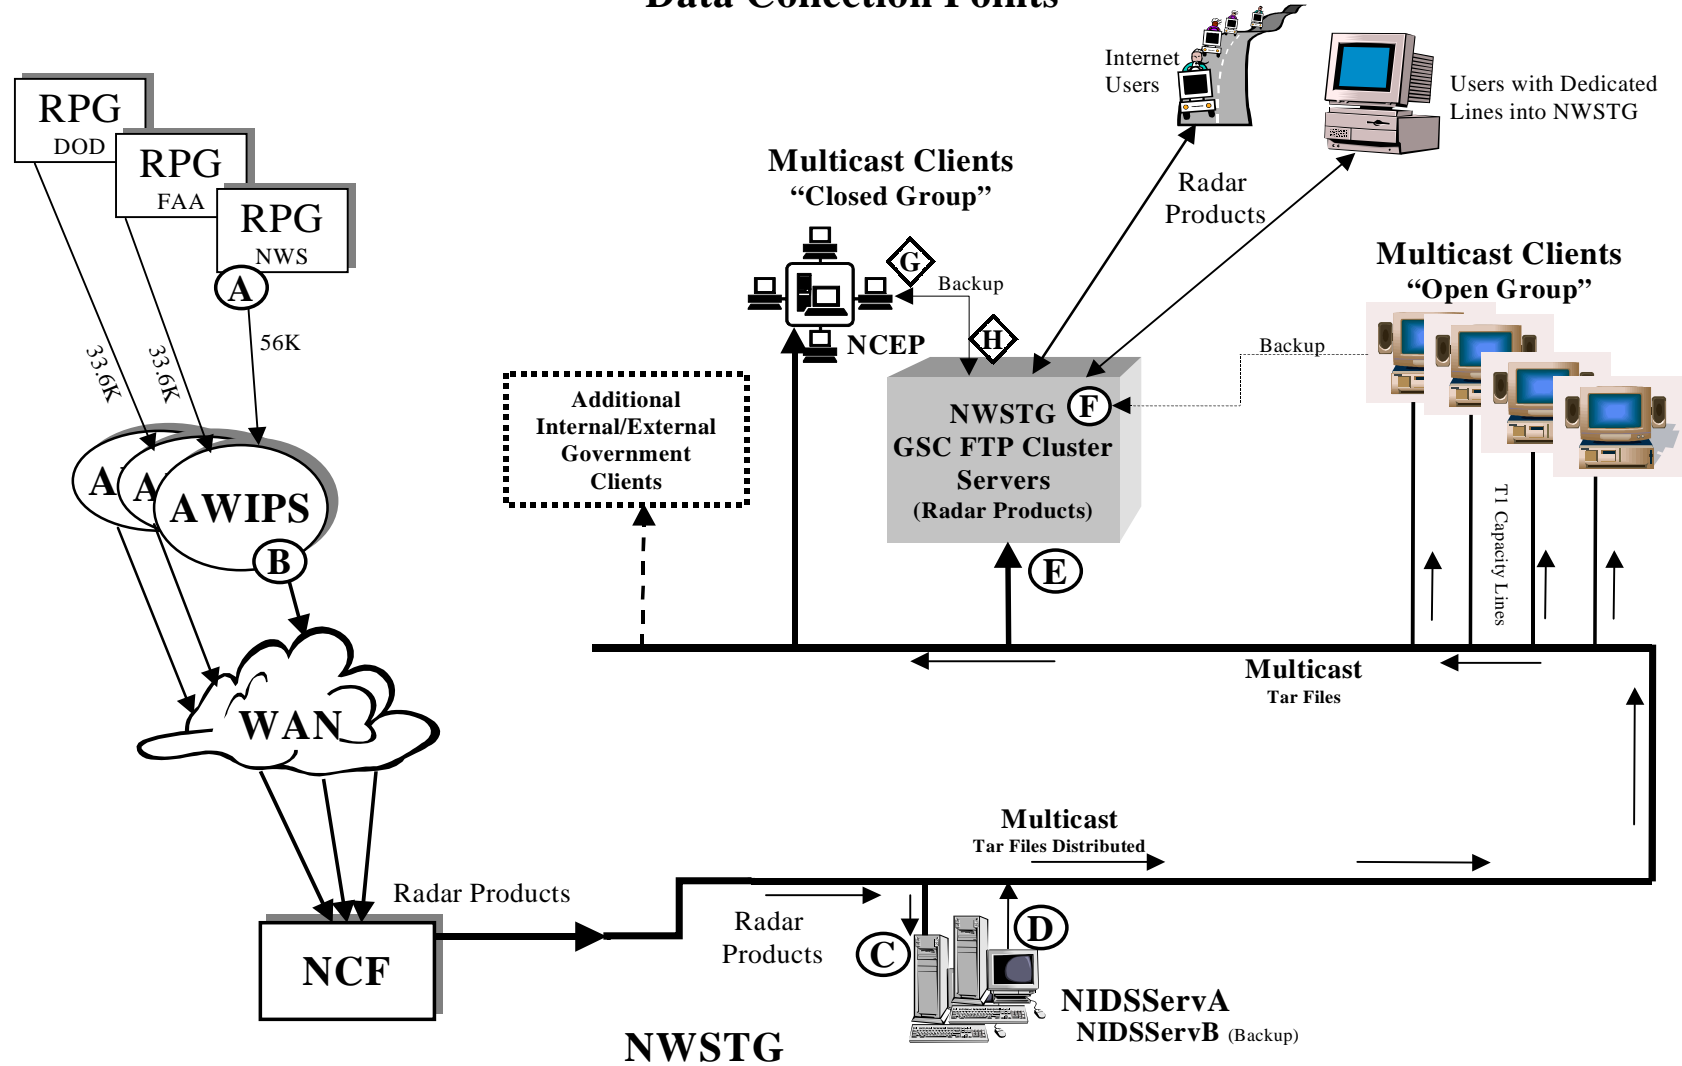 Data Collection Points
RPG
DOD
RPG
FAA
RPG
NWS
A
33.6K
33.6K
56K
A
A
AWIPS
B
WAN
NCF
Radar Products
Internet
Users
Users with Dedicated
Lines into NWSTG
Radar
Products
Multicast Clients
“Closed Group”
G
Backup
H
NCEP
Multicast Clients
“Open Group”
Backup
Additional
Internal/External
Government
Clients
NWSTG
F
GSC FTP Cluster
Servers
(Radar Products)
E
T1 Capacity Lines
Multicast
Tar Files
Multicast
Tar Files Distributed
Radar
Products
C
D
NIDSServA
NIDSServB (Backup)
NWSTG